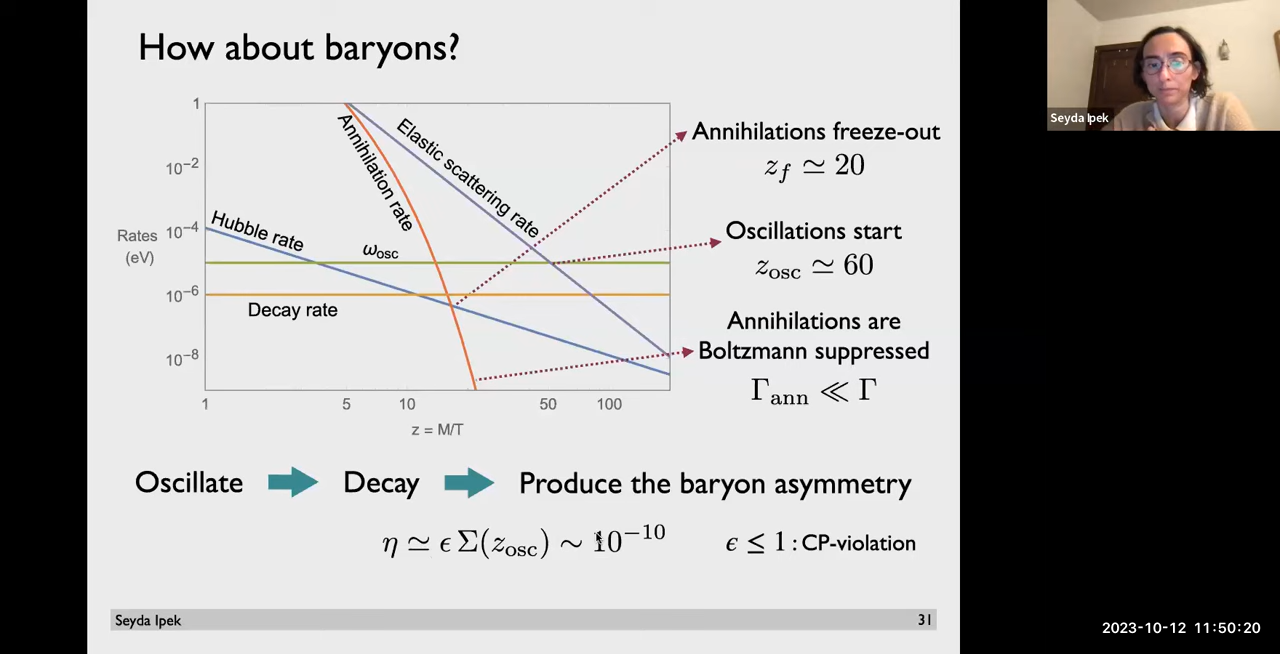 How about baryons?
Seyda Ipek
1
10⁻²
10⁻⁴
10⁻⁶
10⁻⁸
Rates
(eV)
Annihilation rate
Elastic scattering rate
Hubble rate
ω_osc
Decay rate
1 5 10 50 100
z = M/T
Annihilations freeze-out
z_f ≃ 20
Oscillations start
z_osc ≃ 60
Annihilations are
Boltzmann suppressed
Γ_ann ≪ Γ
Oscillate Decay Produce the baryon asymmetry
η ≃ ϵ Σ(z_osc) ∼ 10⁻¹⁰ ϵ ≤ 1 : CP-violation
Seyda Ipek 31
2023-10-12 11:50:20